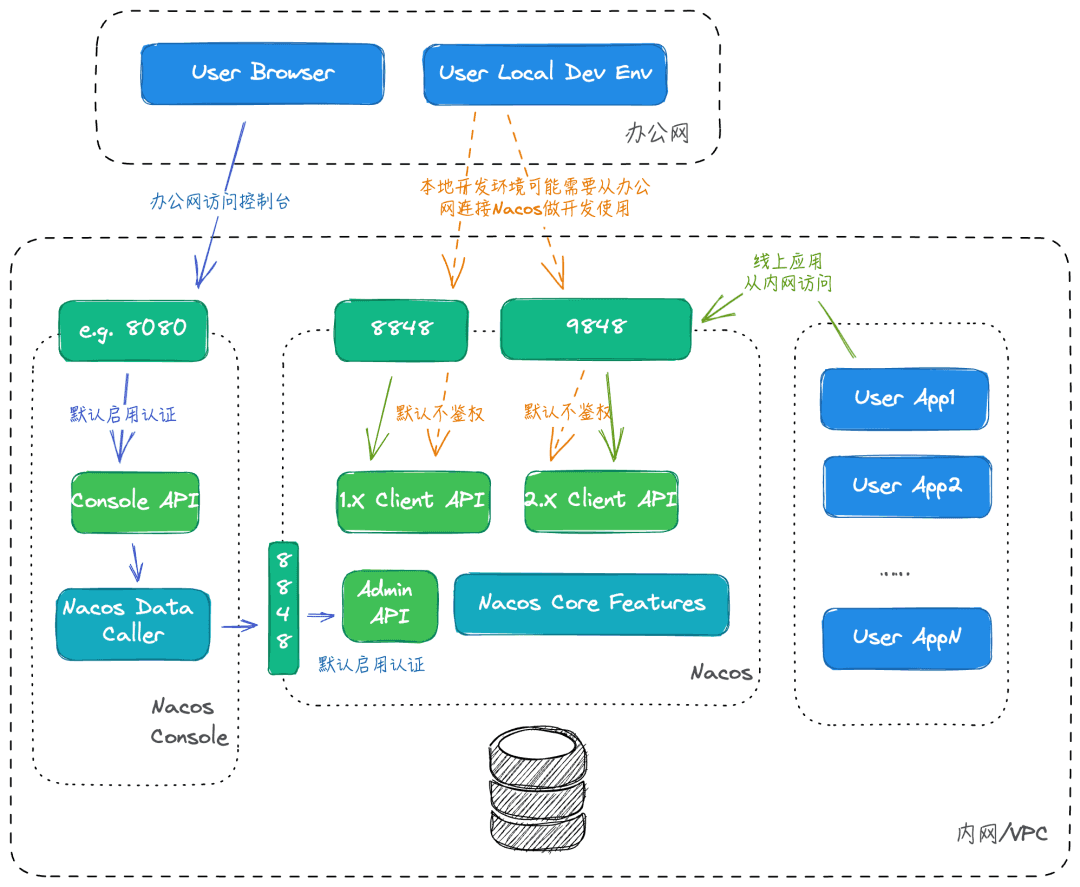 User Browser
User Local Dev Env
办公网
办公网访问控制台
本地开发环境可能需要从办公
网连接Nacos做开发使用
线上应用
从内网访问
e.g. 8080
8848
9848
默认启用认证
默认不鉴权
默认不鉴权
User App1
User App2
......
User AppN
Console API
1.X Client API
2.X Client API
Nacos Data
Caller
8
8
4
8
Admin
API
Nacos Core Features
默认启用认证
Nacos
Nacos
Console
内网/VPC